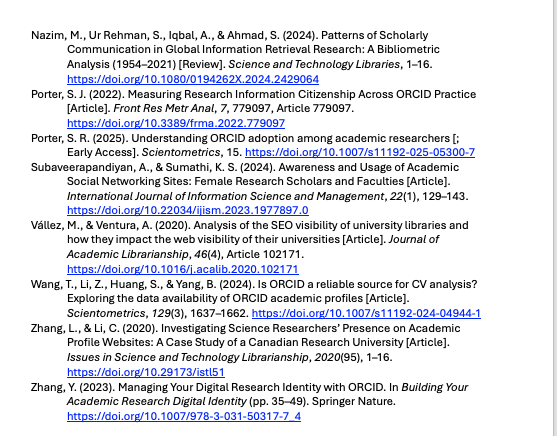 Nazim, M., Ur Rehman, S., Iqbal, A., & Ahmad, S. (2024). Patterns of Scholarly
Communication in Global Information Retrieval Research: A Bibliometric
Analysis (1954–2021) [Review]. Science and Technology Libraries, 1–16.
https://doi.org/10.1080/0194262X.2024.2429064
Porter, S. J. (2022). Measuring Research Information Citizenship Across ORCID Practice
[Article]. Front Res Metr Anal, 7, 779097, Article 779097.
https://doi.org/10.3389/frma.2022.779097
Porter, S. R. (2025). Understanding ORCID adoption among academic researchers [;
Early Access]. Scientometrics, 15. https://doi.org/10.1007/s11192-025-05300-7
Subaveerapandiyan, A., & Sumathi, K. S. (2024). Awareness and Usage of Academic
Social Networking Sites: Female Research Scholars and Faculties [Article].
International Journal of Information Science and Management, 22(1), 129–143.
https://doi.org/10.22034/ijism.2023.1977897.0
Vállez, M., & Ventura, A. (2020). Analysis of the SEO visibility of university libraries and
how they impact the web visibility of their universities [Article]. Journal of
Academic Librarianship, 46(4), Article 102171.
https://doi.org/10.1016/j.acalib.2020.102171
Wang, T., Li, Z., Huang, S., & Yang, B. (2024). Is ORCID a reliable source for CV analysis?
Exploring the data availability of ORCID academic profiles [Article].
Scientometrics, 129(3), 1637–1662. https://doi.org/10.1007/s11192-024-04944-1
Zhang, L., & Li, C. (2020). Investigating Science Researchers' Presence on Academic
Profile Websites: A Case Study of a Canadian Research University [Article].
Issues in Science and Technology Librarianship, 2020(95), 1–16.
https://doi.org/10.29173/istl51
Zhang, Y. (2023). Managing Your Digital Research Identity with ORCID. In Building Your
Academic Research Digital Identity (pp. 35–49). Springer Nature.
https://doi.org/10.1007/978-3-031-50317-7_4